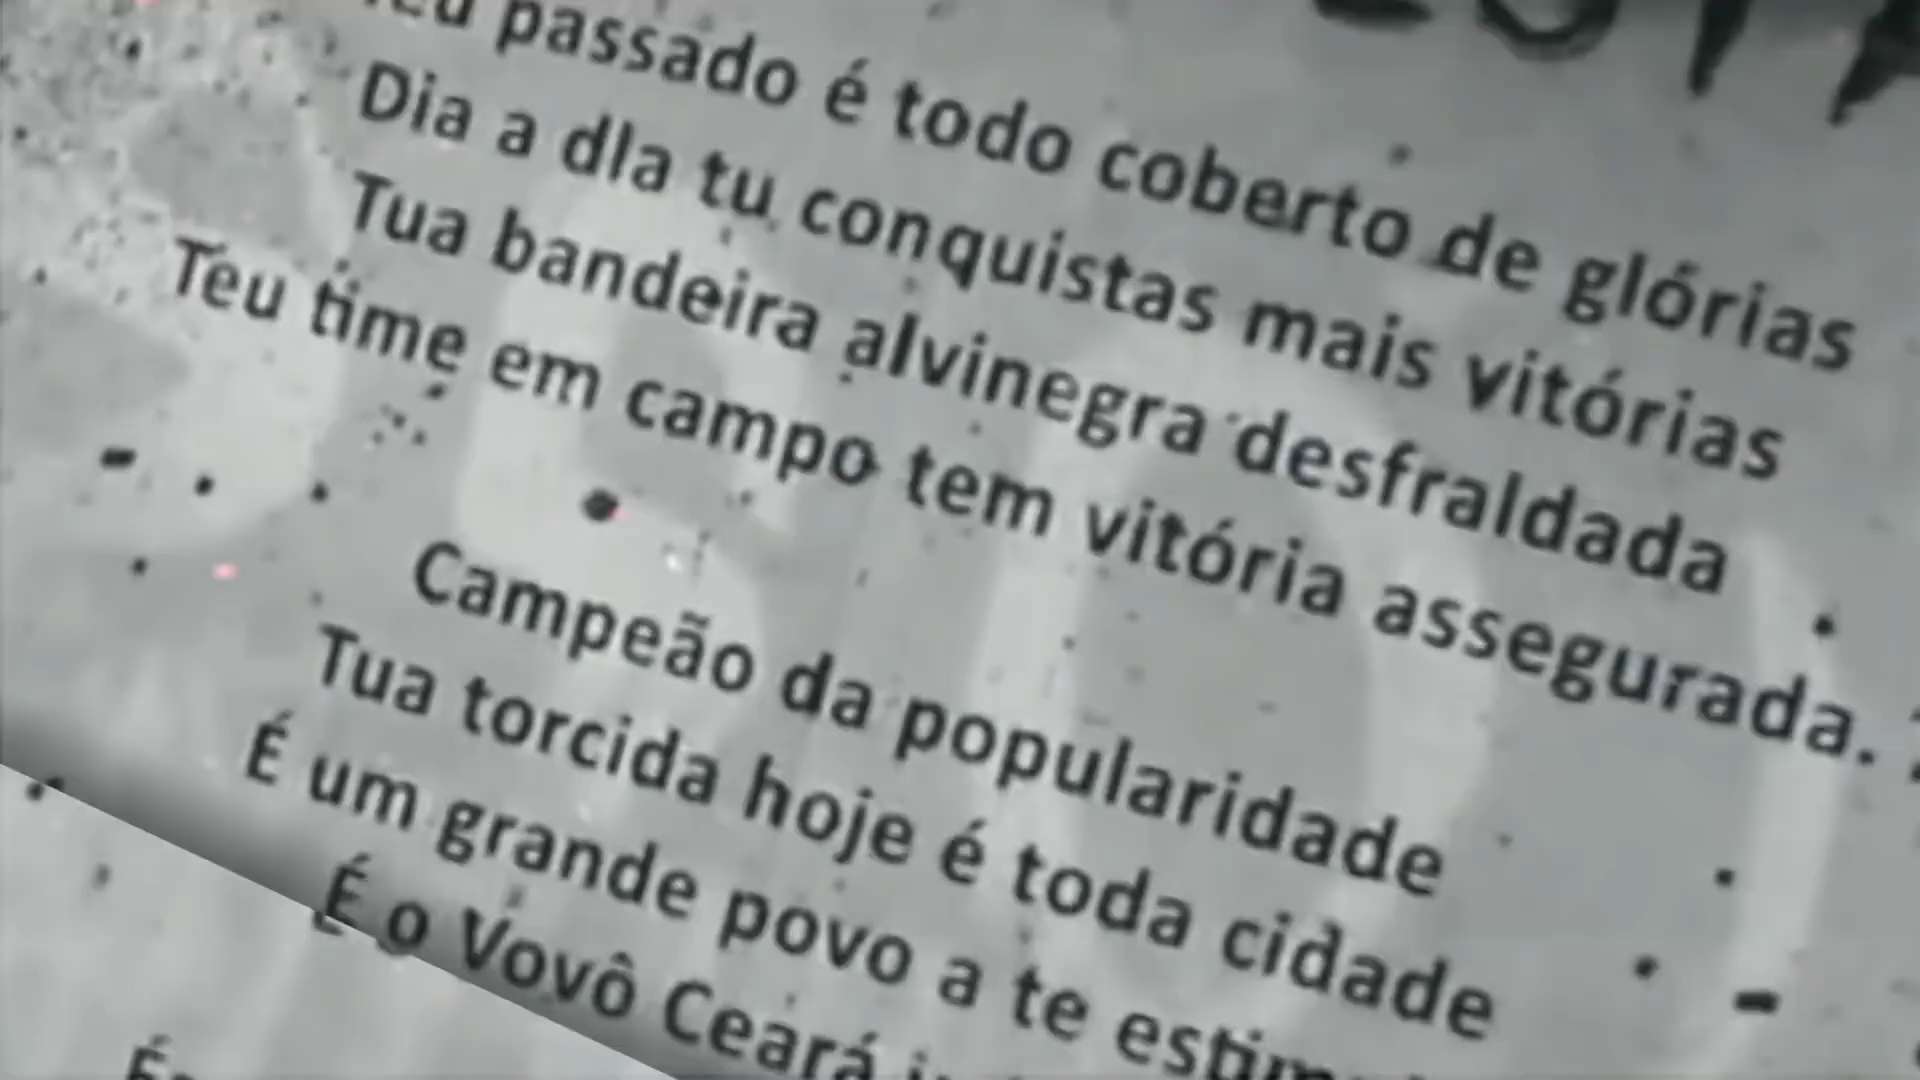 passado é todo coberto de glórias
Dia a dla tu conquistas mais vitórias
Tua bandeira alvinegra desfraldada
Teu time em campo tem vitória assegurada.
Campeão da popularidade
Tua torcida hoje é toda cidade
É um grande povo a te
É o Vovô Ceará